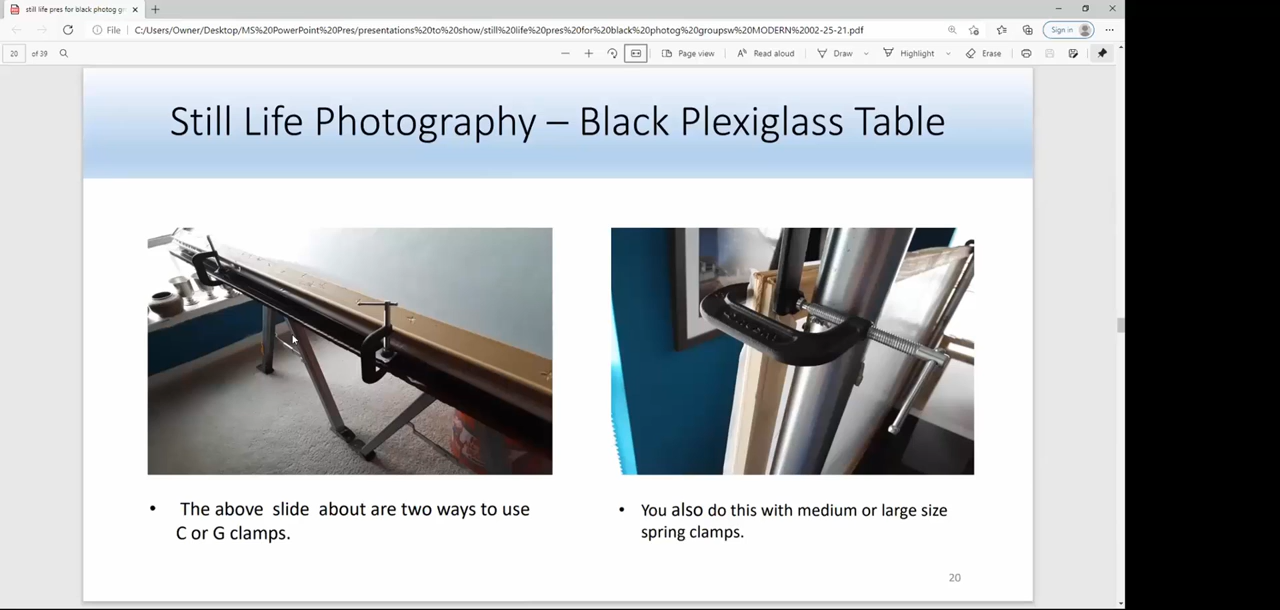 still life pres for black photog g
File
C:/Users/Owner/Desktop/MS%20PowerPoint%20Pres/presentations%20to%20show/still%20life%20pres%20for%20black%20photog%20groupsw%20MODERN%2002-25-21.pdf
Sign in
20 of 39
Page view
Read aloud
Draw
Highlight
Erase
Still Life Photography – Black Plexiglass Table
• The above slide about are two ways to use
C or G clamps.
• You also do this with medium or large size
spring clamps.
20